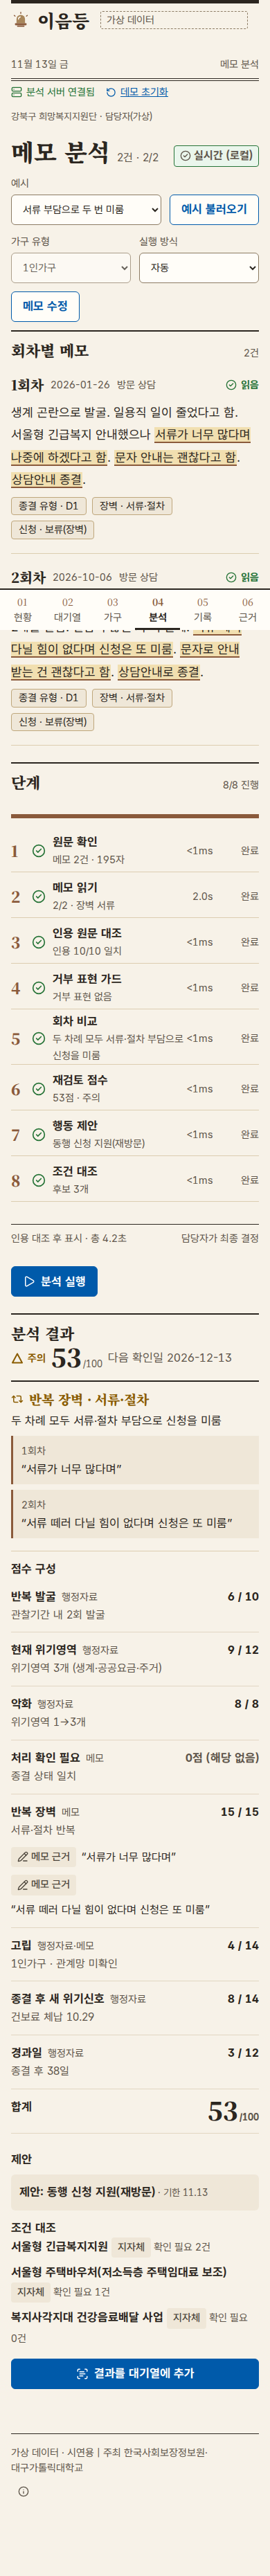 이음등 가상 데이터
11월 13일 금 메모 분석
분석 서버 연결됨 데모 초기화
강북구 희망복지지원단 · 담당자(가상)
메모 분석 2건 · 2/2 실시간 (로컬)
예시
서류 부담으로 두 번 미룸 예시 불러오기
가구 유형 실행 방식
1인가구 자동
메모 수정
회차별 메모 2건
1회차 2026-01-26 방문 상담 읽음
생계 곤란으로 발굴. 일용직 일이 줄었다고 함.
서울형 긴급복지 안내했으나 서류가 너무 많다며
나중에 하겠다고 함. 문자 안내는 괜찮다고 함.
상담안내 종결.
종결 유형 · D1 장벽 · 서류·절차
신청 · 보류(장벽)
2회차 2026-10-06 방문 상담 읽음
01 02 03 04 05 06
현황 대기열 가구 분석 기록 근거
다닐 힘이 없다며 신청은 또 미룸. 문자로 안내
받는 건 괜찮다고 함. 상담안내로 종결.
종결 유형 · D1 장벽 · 서류·절차
신청 · 보류(장벽)
단계 8/8 진행
1 원문 확인 <1ms 완료
메모 2건 · 195자
2 메모 읽기 2.0s 완료
2/2 · 장벽 서류
3 인용 원문 대조 <1ms 완료
인용 10/10 일치
4 거부 표현 가드 <1ms 완료
거부 표현 없음
5 회차 비교 <1ms 완료
두 차례 모두 서류·절차 부담으로
신청을 미룸
6 재검토 점수 <1ms 완료
53점 · 주의
7 행동 제안 <1ms 완료
동행 신청 지원(재방문)
8 조건 대조 <1ms 완료
후보 3개
인용 대조 후 표시 · 총 4.2초 담당자가 최종 결정
분석 실행
분석 결과
주의 53/100 다음 확인일 2026-12-13
반복 장벽 · 서류·절차
두 차례 모두 서류·절차 부담으로 신청을 미룸
1회차
“서류가 너무 많다며”
2회차
“서류 떼러 다닐 힘이 없다며 신청은 또 미룸”
점수 구성
반복 발굴 행정자료 6 / 10
관찰기간 내 2회 발굴
현재 위기영역 행정자료 9 / 12
위기영역 3개 (생계·공공요금·주거)
악화 행정자료 8 / 8
위기영역 1→3개
처리 확인 필요 메모 0점 (해당 없음)
종결 상태 일치
반복 장벽 메모 15 / 15
서류·절차 반복
메모 근거 “서류가 너무 많다며”
메모 근거
“서류 떼러 다닐 힘이 없다며 신청은 또 미룸”
고립 행정자료·메모 4 / 14
1인가구 · 관계망 미확인
종결 후 새 위기신호 행정자료 8 / 14
건보료 체납 10.29
경과일 행정자료 3 / 12
종결 후 38일
합계 53/100
제안
제안: 동행 신청 지원(재방문) · 기한 11.13
조건 대조
서울형 긴급복지지원 지자체 확인 필요 2건
서울형 주택바우처(저소득층 주택임대료 보조)
지자체 확인 필요 1건
복지사각지대 건강음료배달 사업 지자체 확인 필요
0건
결과를 대기열에 추가
가상 데이터 · 시연용 | 주최 한국사회보장정보원·
대구가톨릭대학교